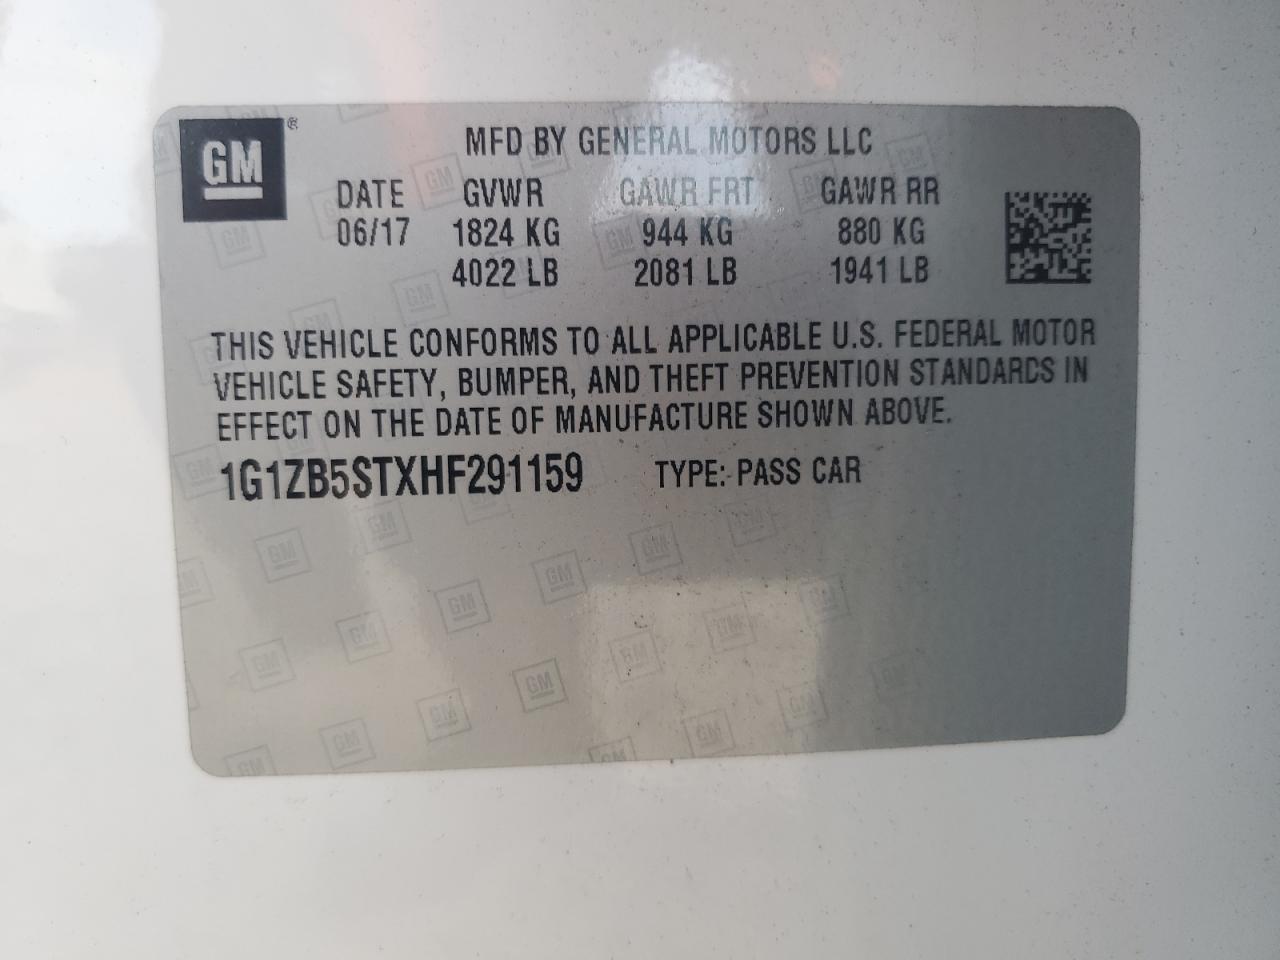 GM ®
MFD BY GENERAL MOTORS LLC
DATE GVWR GAWR FRT GAWR RR
06/17 1824 KG 944 KG 880 KG
4022 LB 2081 LB 1941 LB
THIS VEHICLE CONFORMS TO ALL APPLICABLE U.S. FEDERAL MOTOR
VEHICLE SAFETY, BUMPER, AND THEFT PREVENTION STANDARDS IN
EFFECT ON THE DATE OF MANUFACTURE SHOWN ABOVE.
1G1ZB5STXHF291159 TYPE: PASS CAR